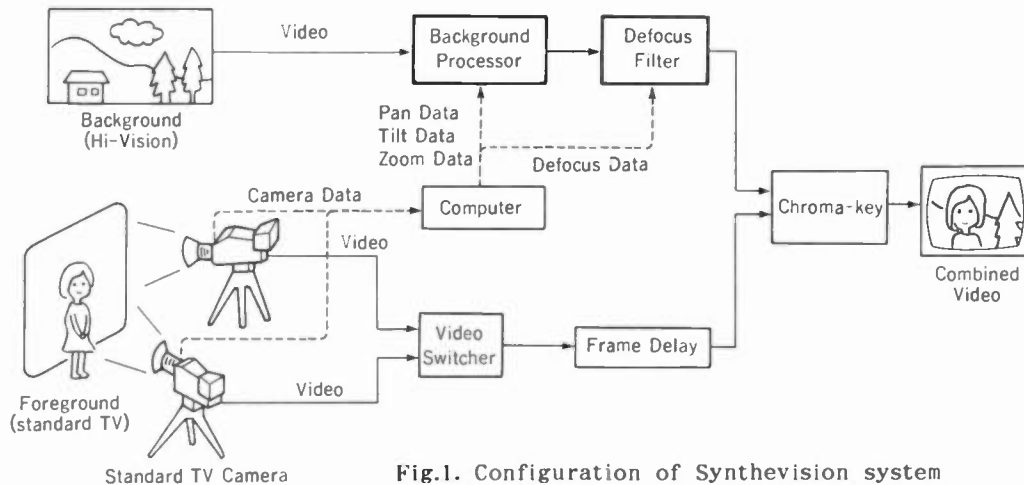 Video
Background
Processor
Defocus
Filter
Background
(Hi-Vision)
Pan Data
Tilt Data
Zoom Data
Defocus Data
Camera Data
Computer
Video
Chroma-key
Combined
Video
Video
Switcher
Frame Delay
Video
Foreground
(standard TV)
Standard TV Camera
Fig.1. Configuration of Synthevision system